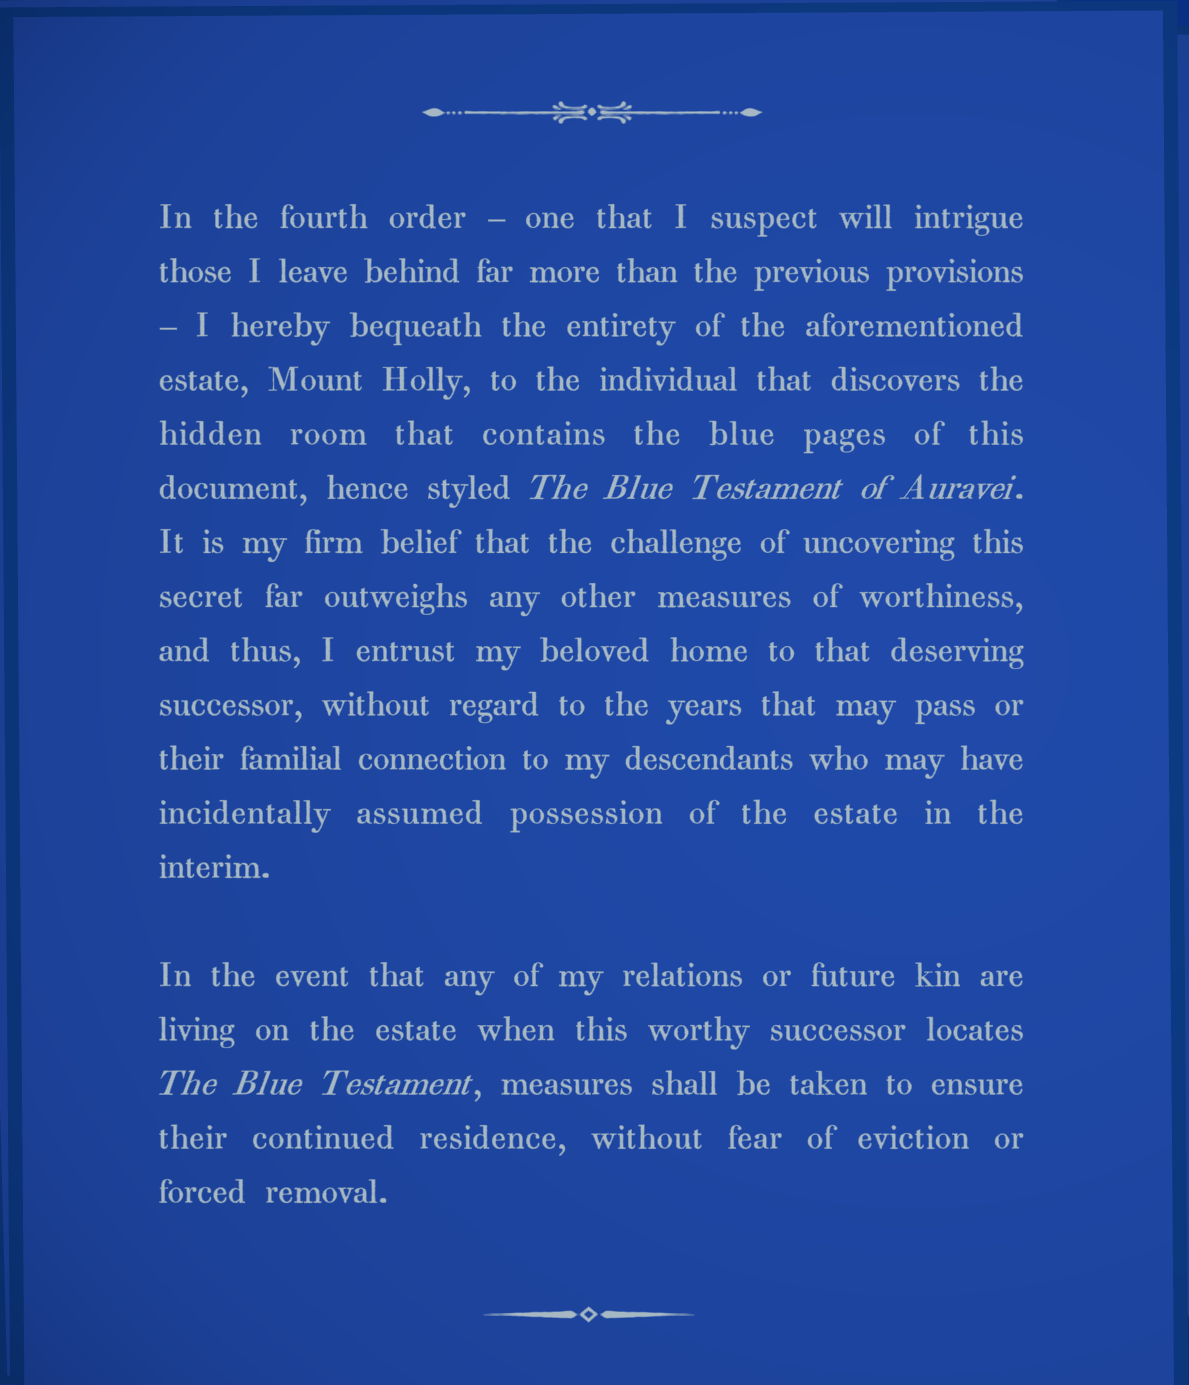 In the fourth order – one that I suspect will intrigue
those I leave behind far more than the previous provisions
– I hereby bequeath the entirety of the aforementioned
estate, Mount Holly, to the individual that discovers the
hidden room that contains the blue pages of this
document, hence styled The Blue Testament of Auravei.
It is my firm belief that the challenge of uncovering this
secret far outweighs any other measures of worthiness,
and thus, I entrust my beloved home to that deserving
successor, without regard to the years that may pass or
their familial connection to my descendants who may have
incidentally assumed possession of the estate in the
interim.
In the event that any of my relations or future kin are
living on the estate when this worthy successor locates
The Blue Testament, measures shall be taken to ensure
their continued residence, without fear of eviction or
forced removal.